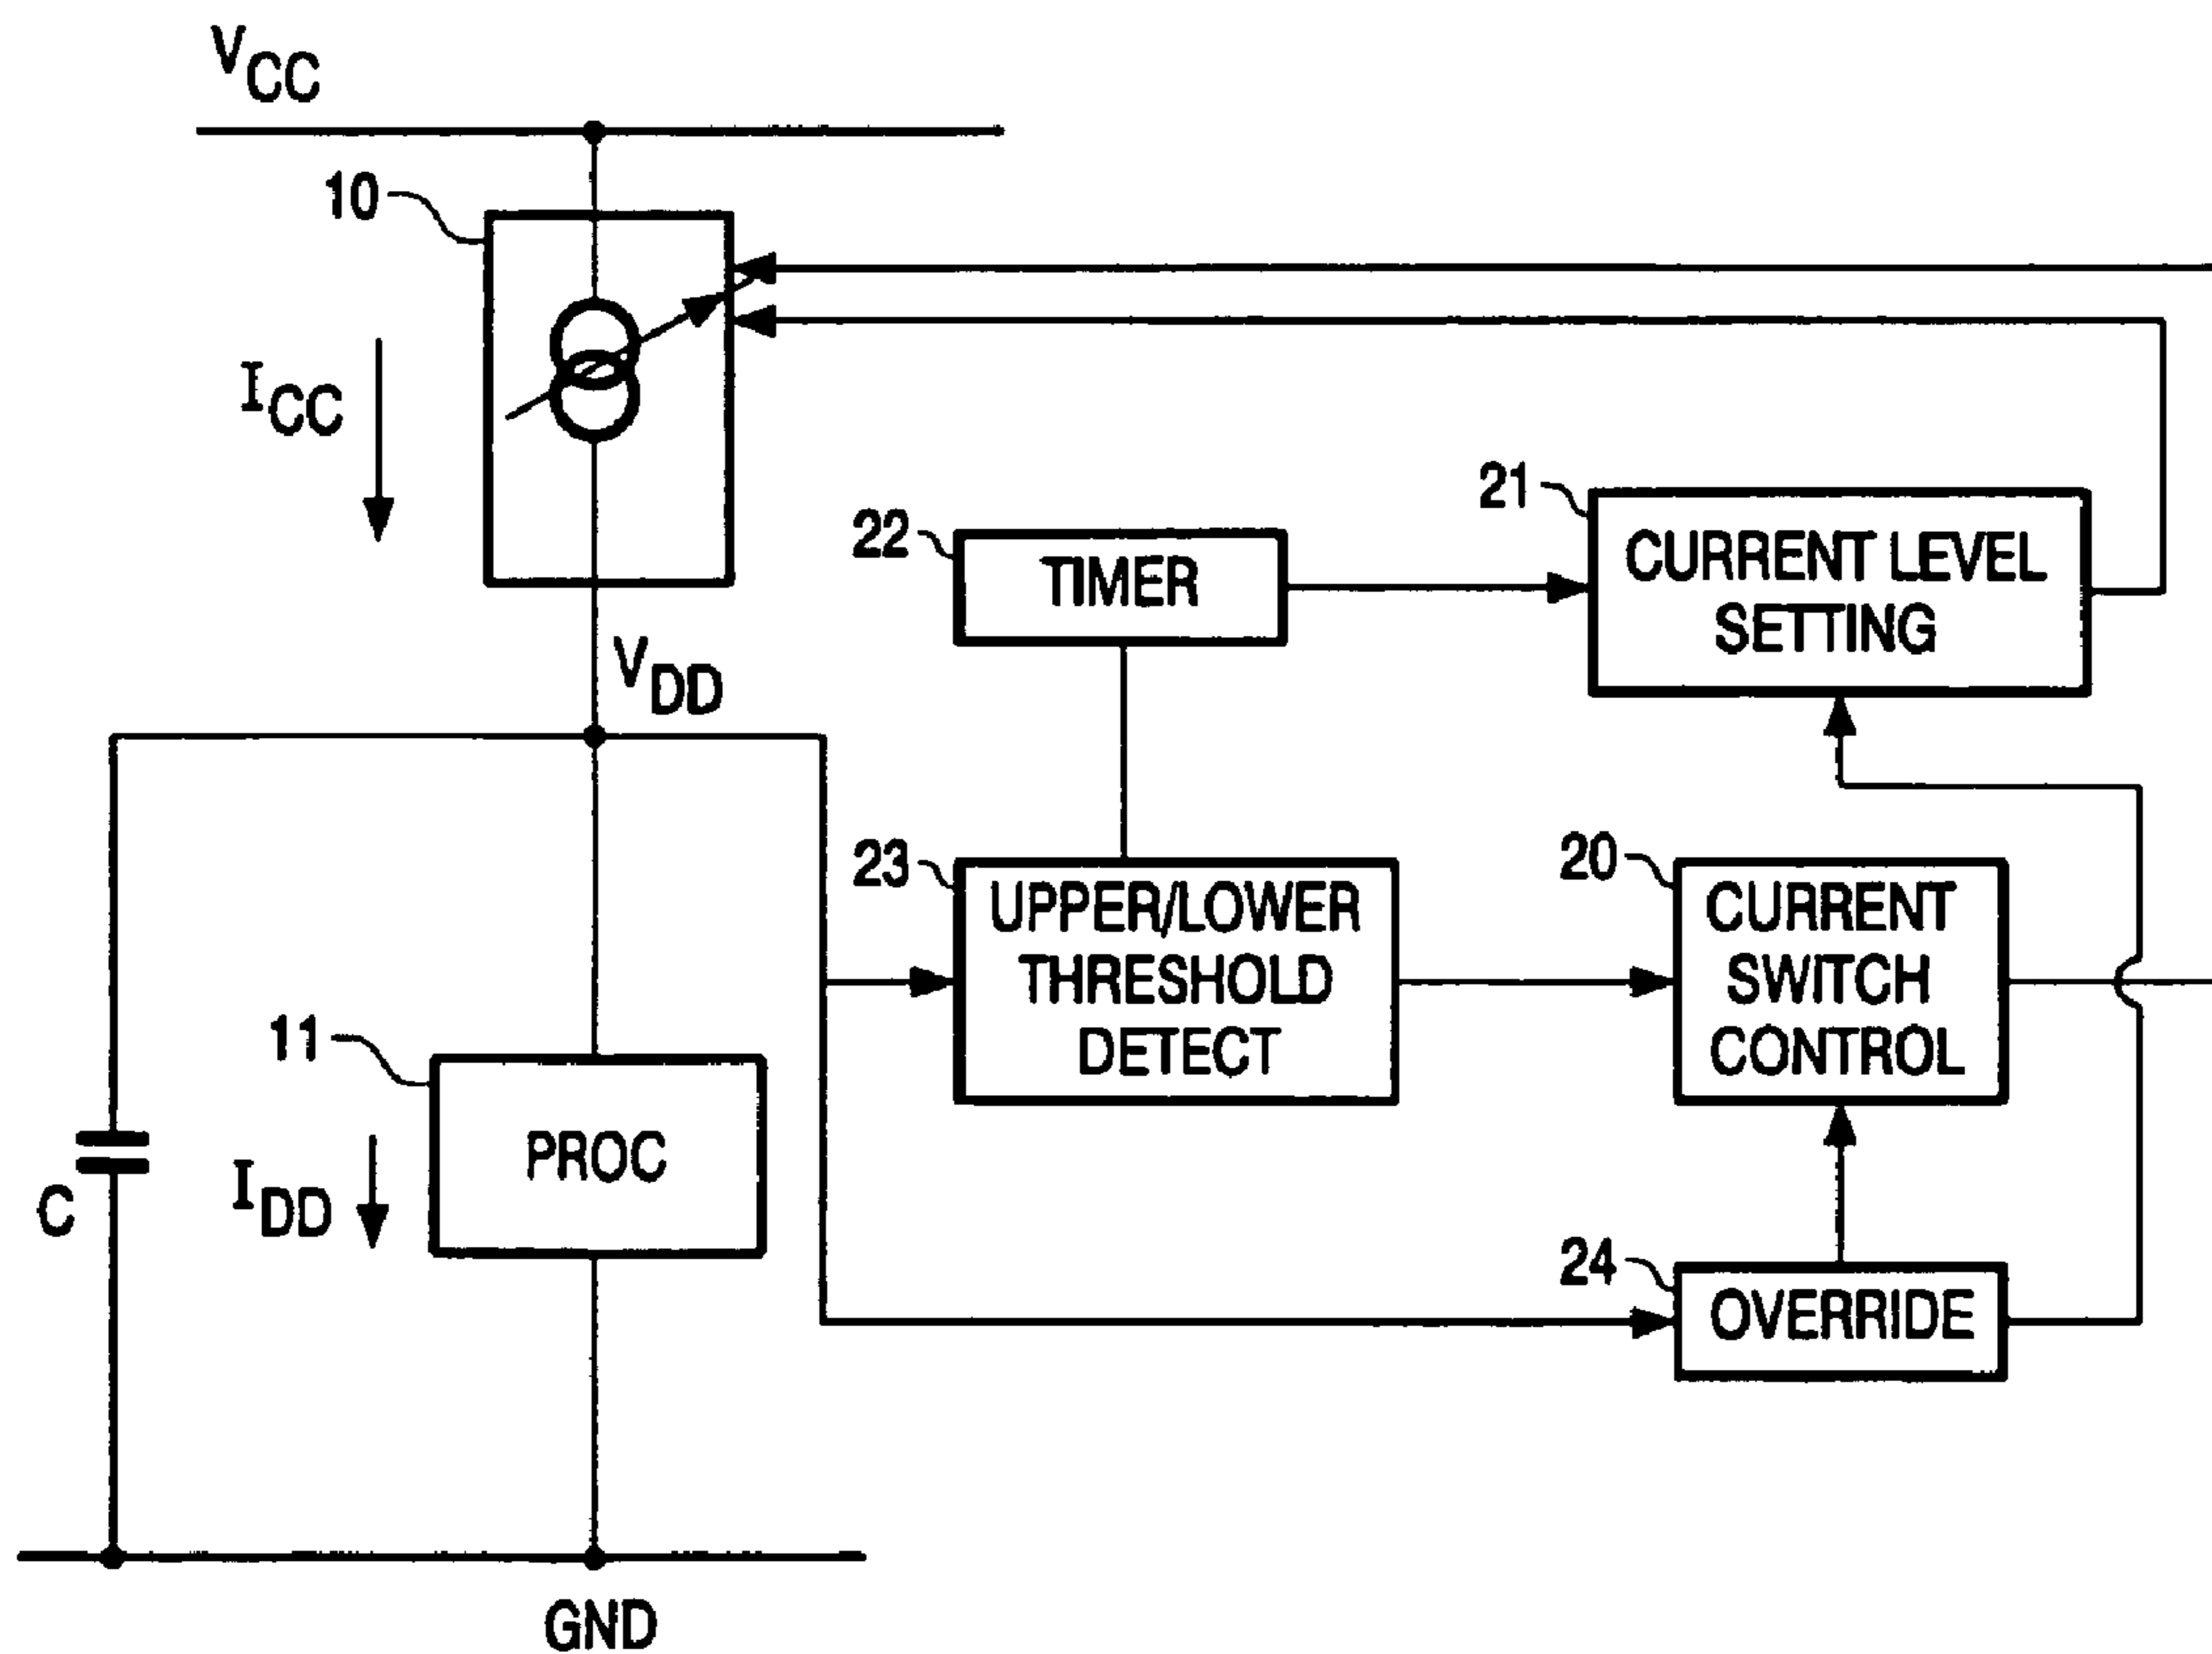 VCC
10
ICC
21
CURRENT LEVEL
SETTING
22
TIMER
VDD
23
UPPER/LOWER
THRESHOLD
DETECT
20
CURRENT
SWITCH
CONTROL
11
PROC
C
IDD
24
OVERRIDE
GND